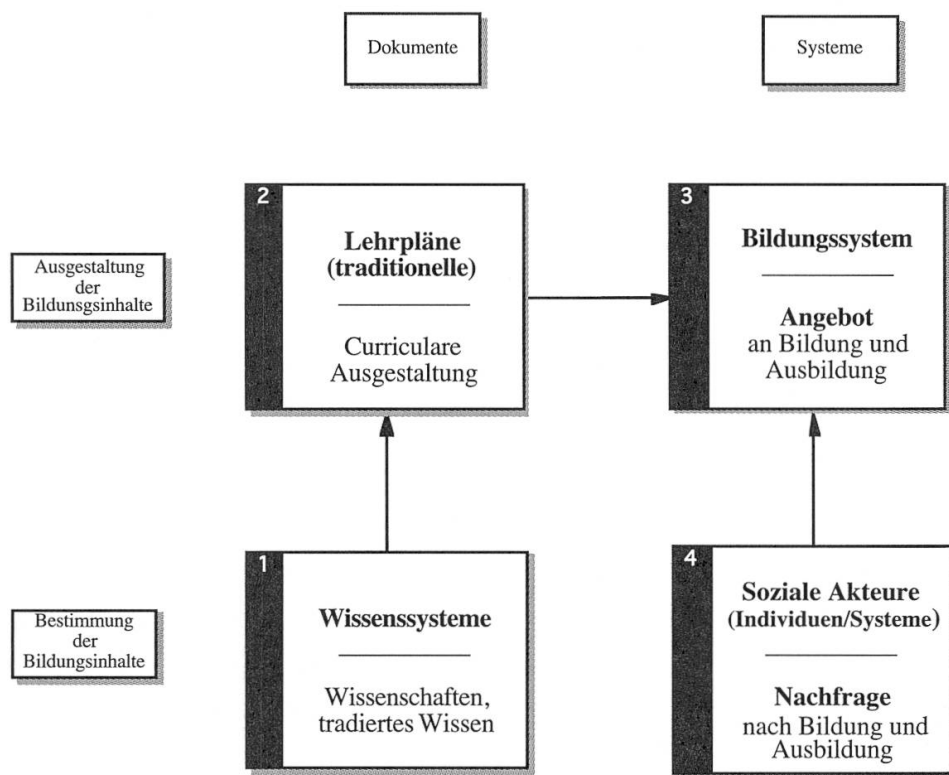 Dokumente
Systeme
Ausgestaltung
der
Bildunsgsinhalte
2
Lehrpläne
(traditionelle)
Curriculare
Ausgestaltung
3
Bildungssystem
Angebot
an Bildung und
Ausbildung
Bestimmung
der
Bildungsinhalte
1
Wissenssysteme
Wissenschaften,
tradiertes Wissen
4
Soziale Akteure
(Individuen/Systeme)
Nachfrage
nach Bildung und
Ausbildung